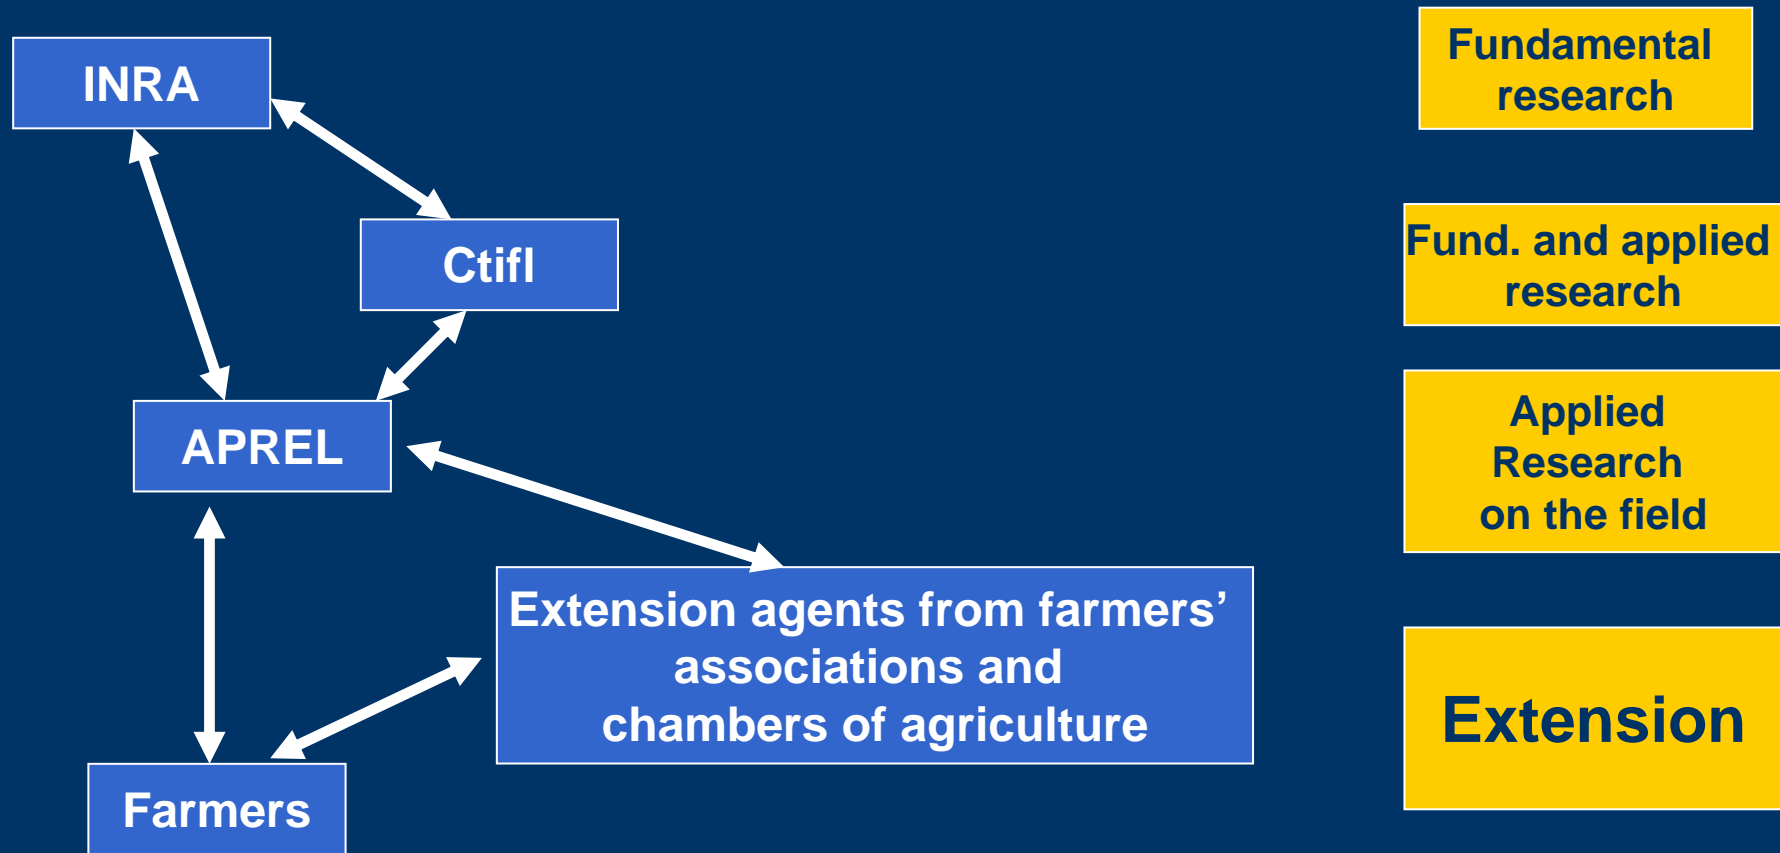 INRA
Fundamental
research
Ctifl
Fund. and applied
research
APREL
Applied
Research
on the field
Extension agents from farmers’
associations and
chambers of agriculture
Extension
Farmers